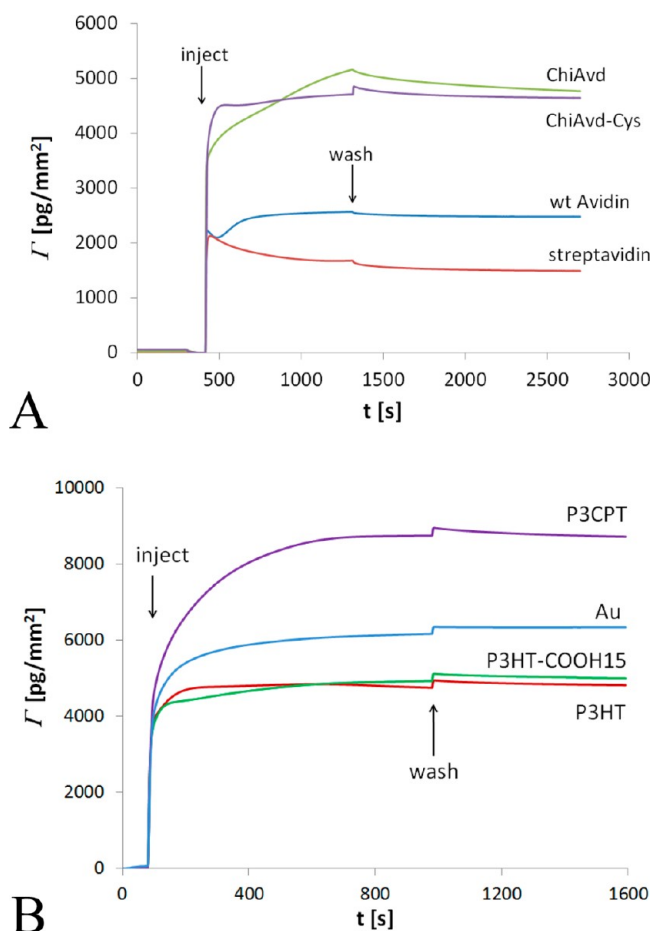 6000
5000
4000
3000
2000
1000
0
Γ [pg/mm²]
inject
wash
ChiAvd
ChiAvd-Cys
wt Avidin
streptavidin
0 500 1000 1500 2000 2500 3000
t [s]
A
10000
8000
6000
4000
2000
0
Γ [pg/mm²]
inject
P3CPT
Au
P3HT-COOH15
P3HT
wash
0 400 800 1200 1600
t [s]
B